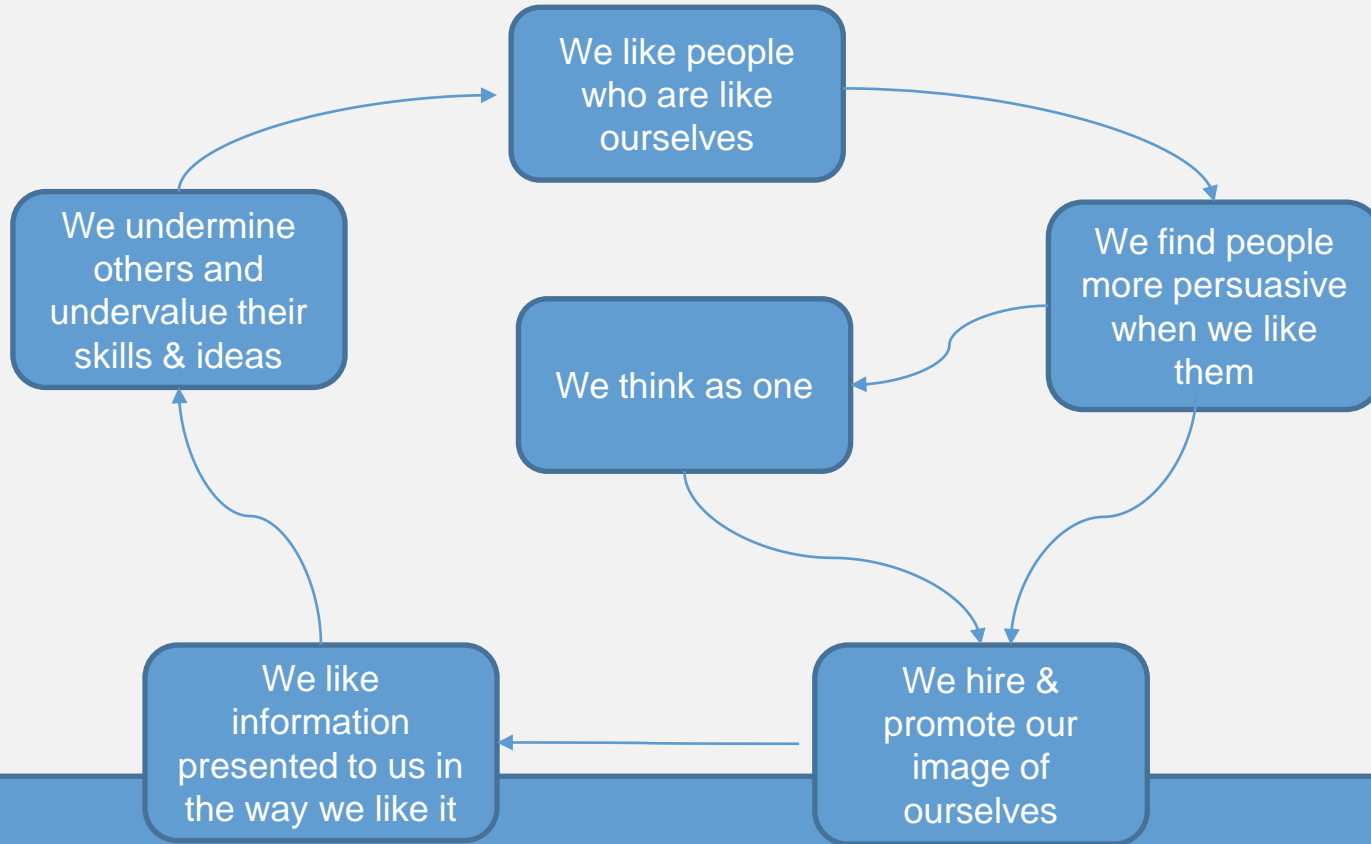 We like people
who are like
ourselves
We find people
more persuasive
when we like
them
We think as one
We hire &
promote our
image of
ourselves
We like
information
presented to us in
the way we like it
We undermine
others and
undervalue their
skills & ideas